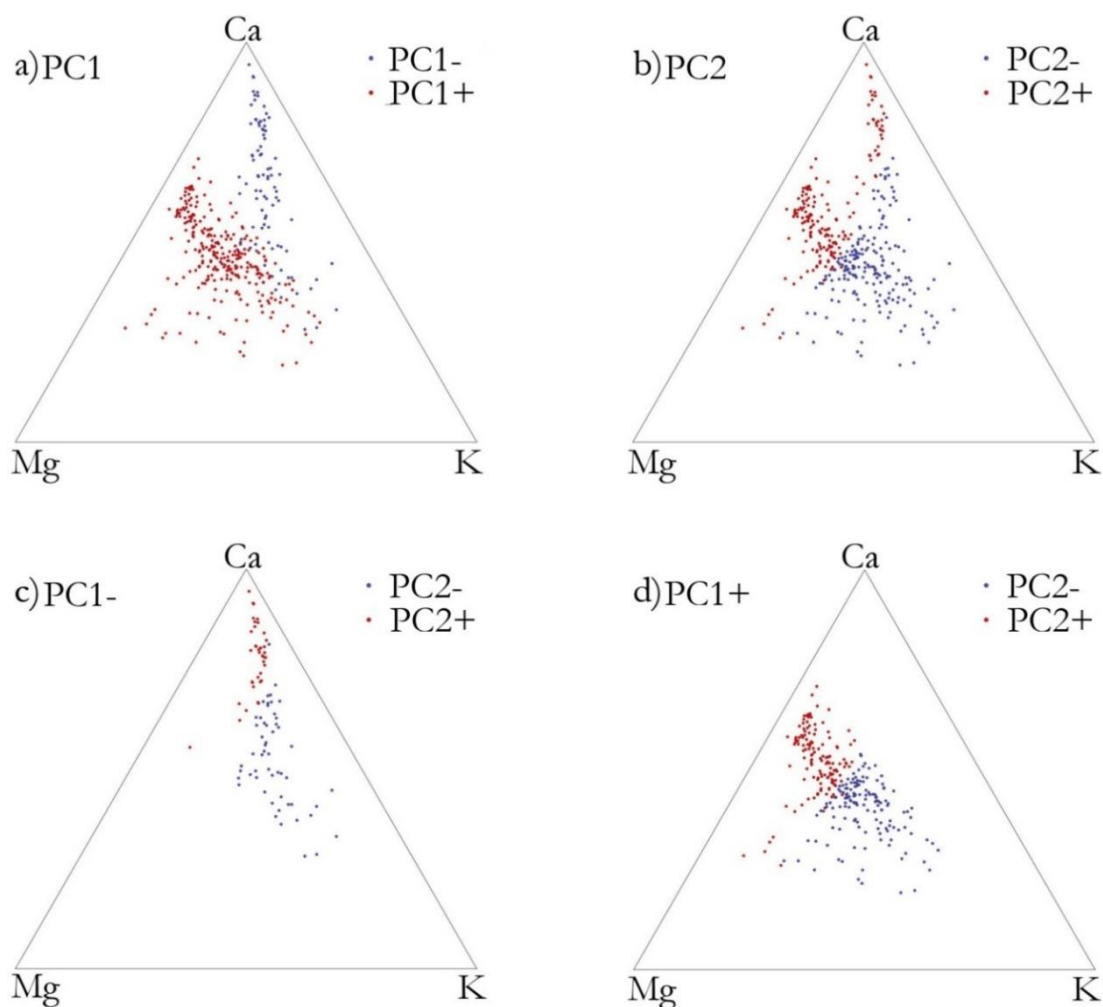 Ca
a)PC1
PC1-
PC1+
Mg
K
Ca
b)PC2
PC2-
PC2+
Mg
K
Ca
c)PC1-
PC2-
PC2+
Mg
K
Ca
d)PC1+
PC2-
PC2+
Mg
K